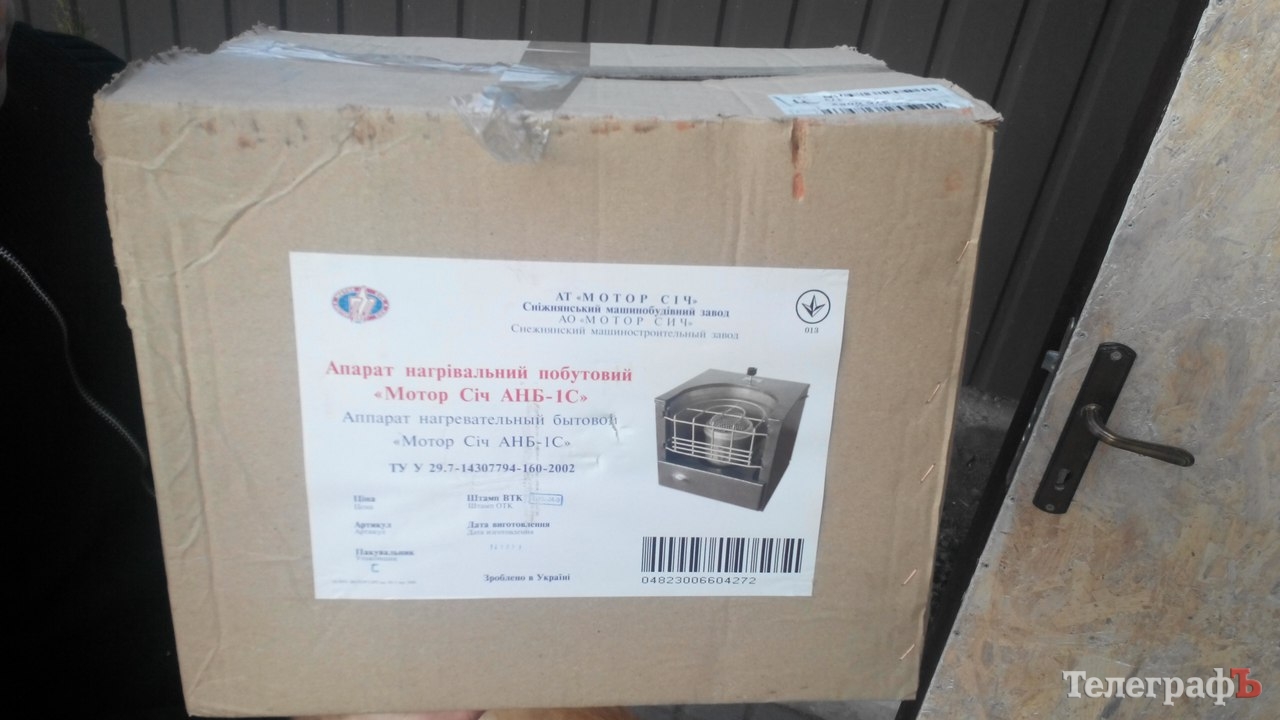 АТ «МОТОР СІЧ»
Сніжнянський машинобудівний завод
АО «МОТОР СИЧ»
Снежнянский машиностроительный завод
013
Апарат нагрівальний побутовий
«Мотор Січ АНБ-1С»
Аппарат нагревательный бытовой
«Мотор Січ АНБ-1С»
ТУ У 29.7-14307794-160-2002
Ціна
Цена
Штамп ВТК
Штамп ОТК
Артикул
Артикул
Дата виготовлення
Дата изготовления
Пакувальник
Упаковщик
Зроблено в Україні
04823006604272
ТелеграфЪ